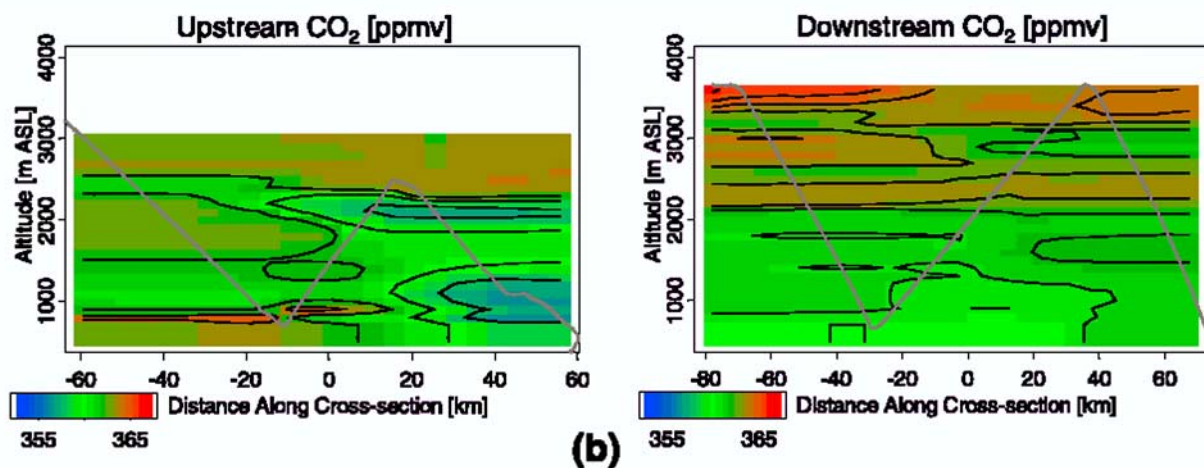 Upstream CO₂ [ppmv]
Downstream CO₂ [ppmv]
Altitude [m ASL]
4000
3000
2000
1000
-60 -40 -20 0 20 40 60
Distance Along Cross-section [km]
355 365
Altitude [m ASL]
4000
3000
2000
1000
-80 -60 -40 -20 0 20 40 60
Distance Along Cross-section [km]
355 365
(b)